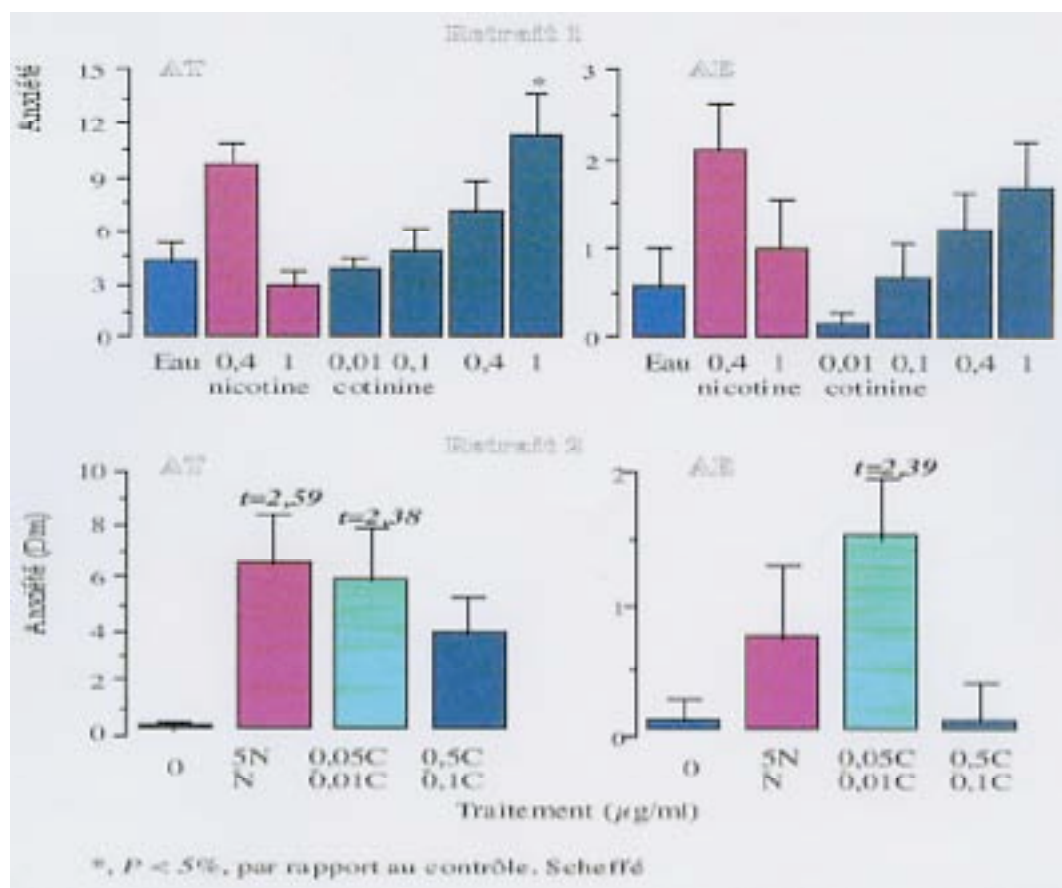 Retrait 1
Anxiété
AT
AE
15
12
9
6
3
0
*
3
2
1
0
Eau 0,4 1 0,01 0,1 0,4 1
nicotine cotinine
Eau 0,4 1 0,01 0,1 0,4 1
nicotine cotinine
Retrait 2
Anxiété (Dm)
AT
AE
10
8
6
4
2
0
t=2,59
t=2,38
2
1
0
t=2,39
0 5N 0,05C 0,5C
N 0,01C 0,1C
0 5N 0,05C 0,5C
N 0,01C 0,1C
Traitement (µg/ml)
*, P < 5%, par rapport au contrôle. Scheffé